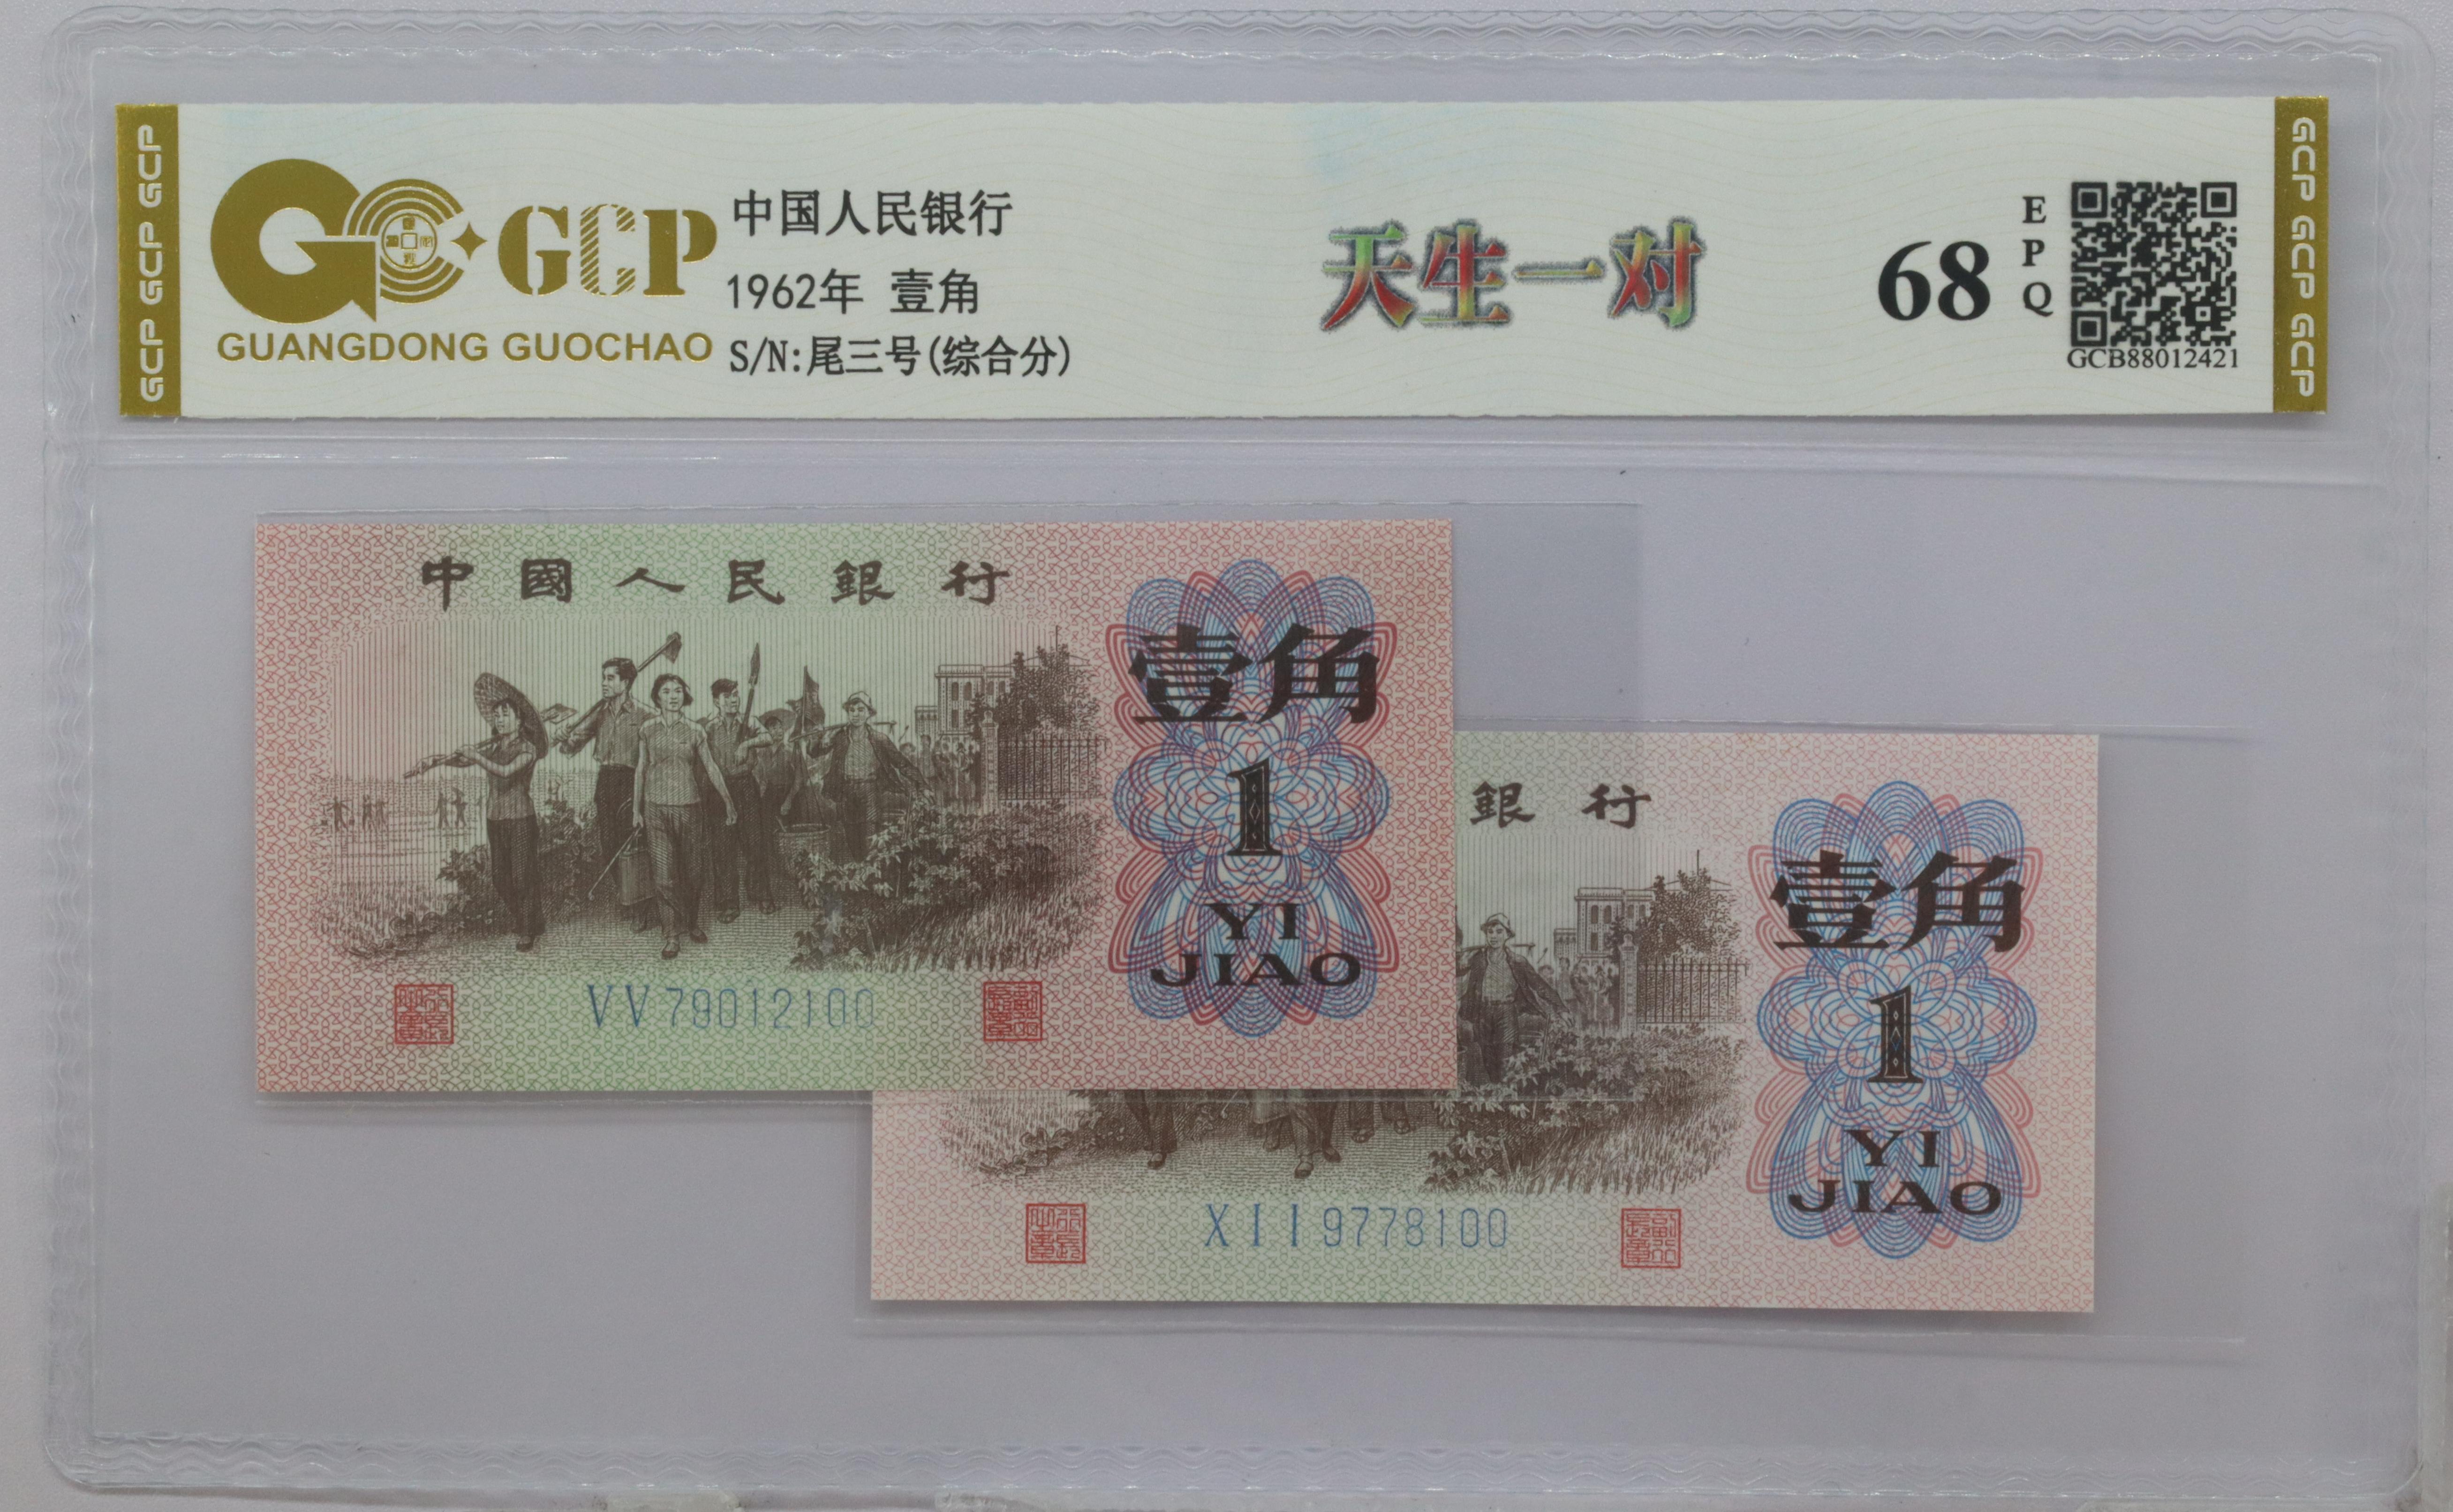 GCP GCP GCP
GCP
GUANGDONG GUOCHAO
中国人民银行
1962年 壹角
S/N:尾三号(综合分)
天生一对
68
EPQ
GCB88012421
GCP GCP GCP
中國人民銀行
壹角
1
YI
JIAO
VV79012100
銀行
壹角
1
YI
JIAO
XII9778100